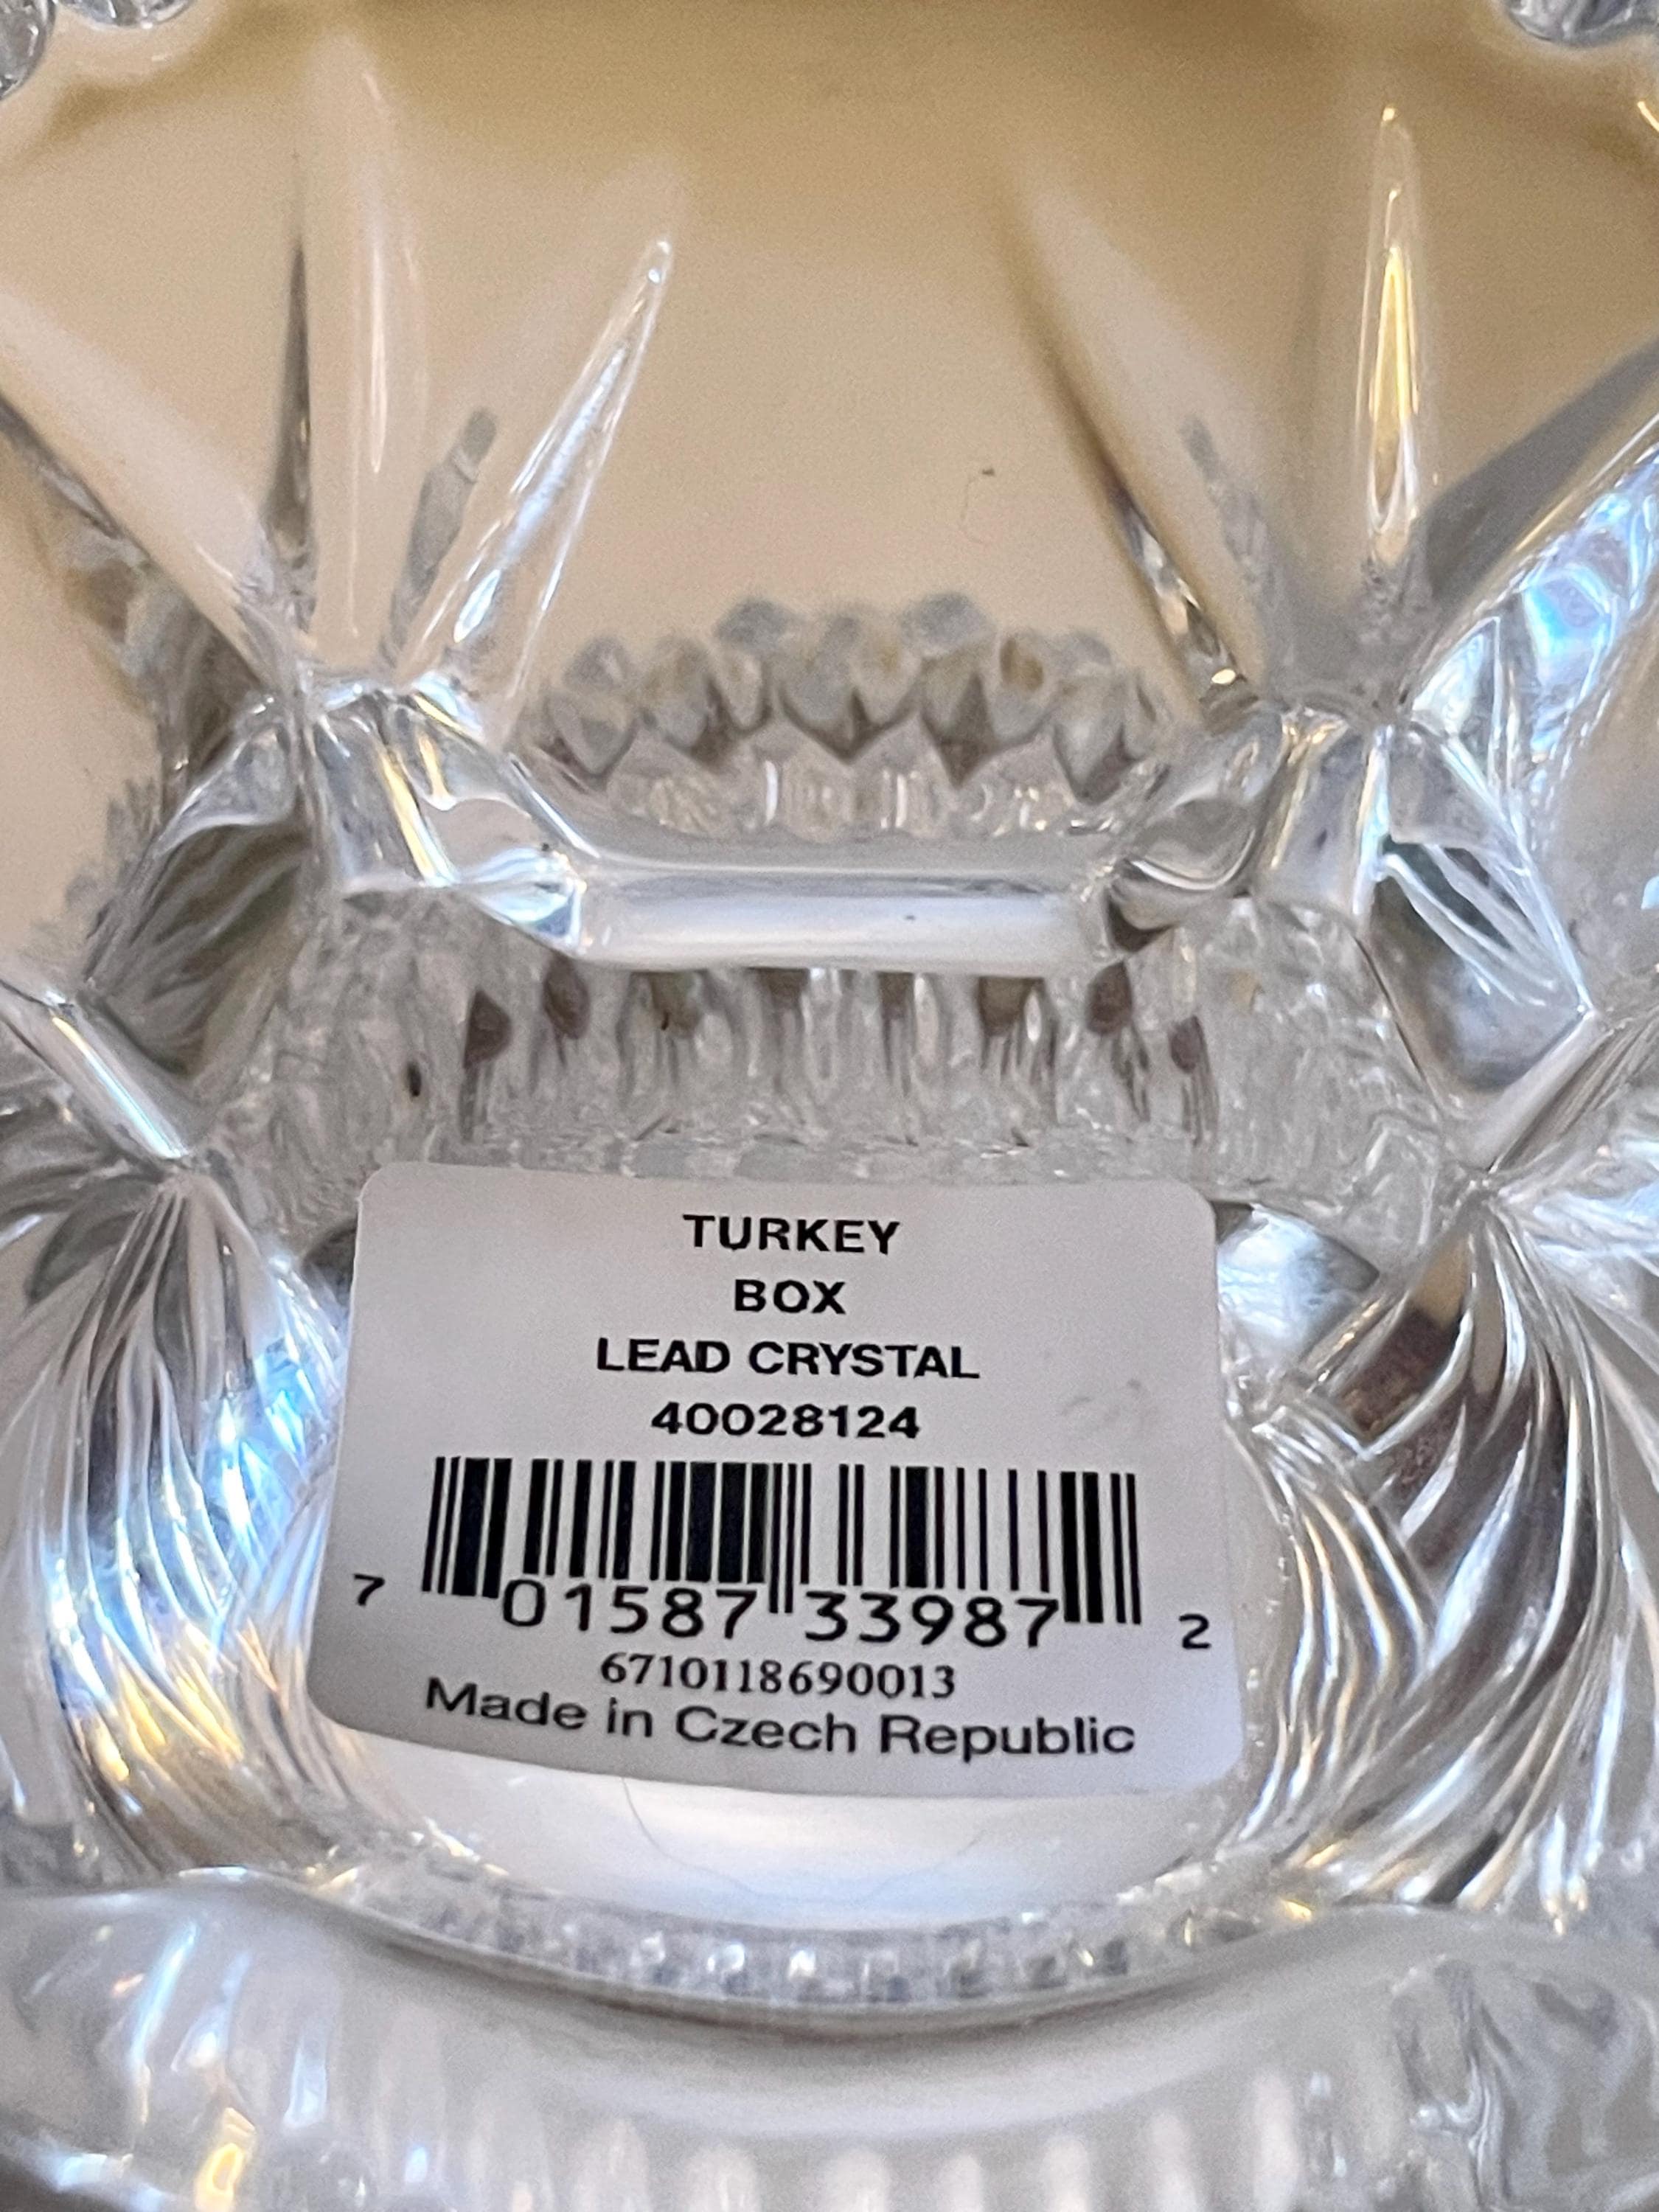 TURKEY
BOX
LEAD CRYSTAL
40028124
7 01587 33987 2
6710118690013
Made in Czech Republic